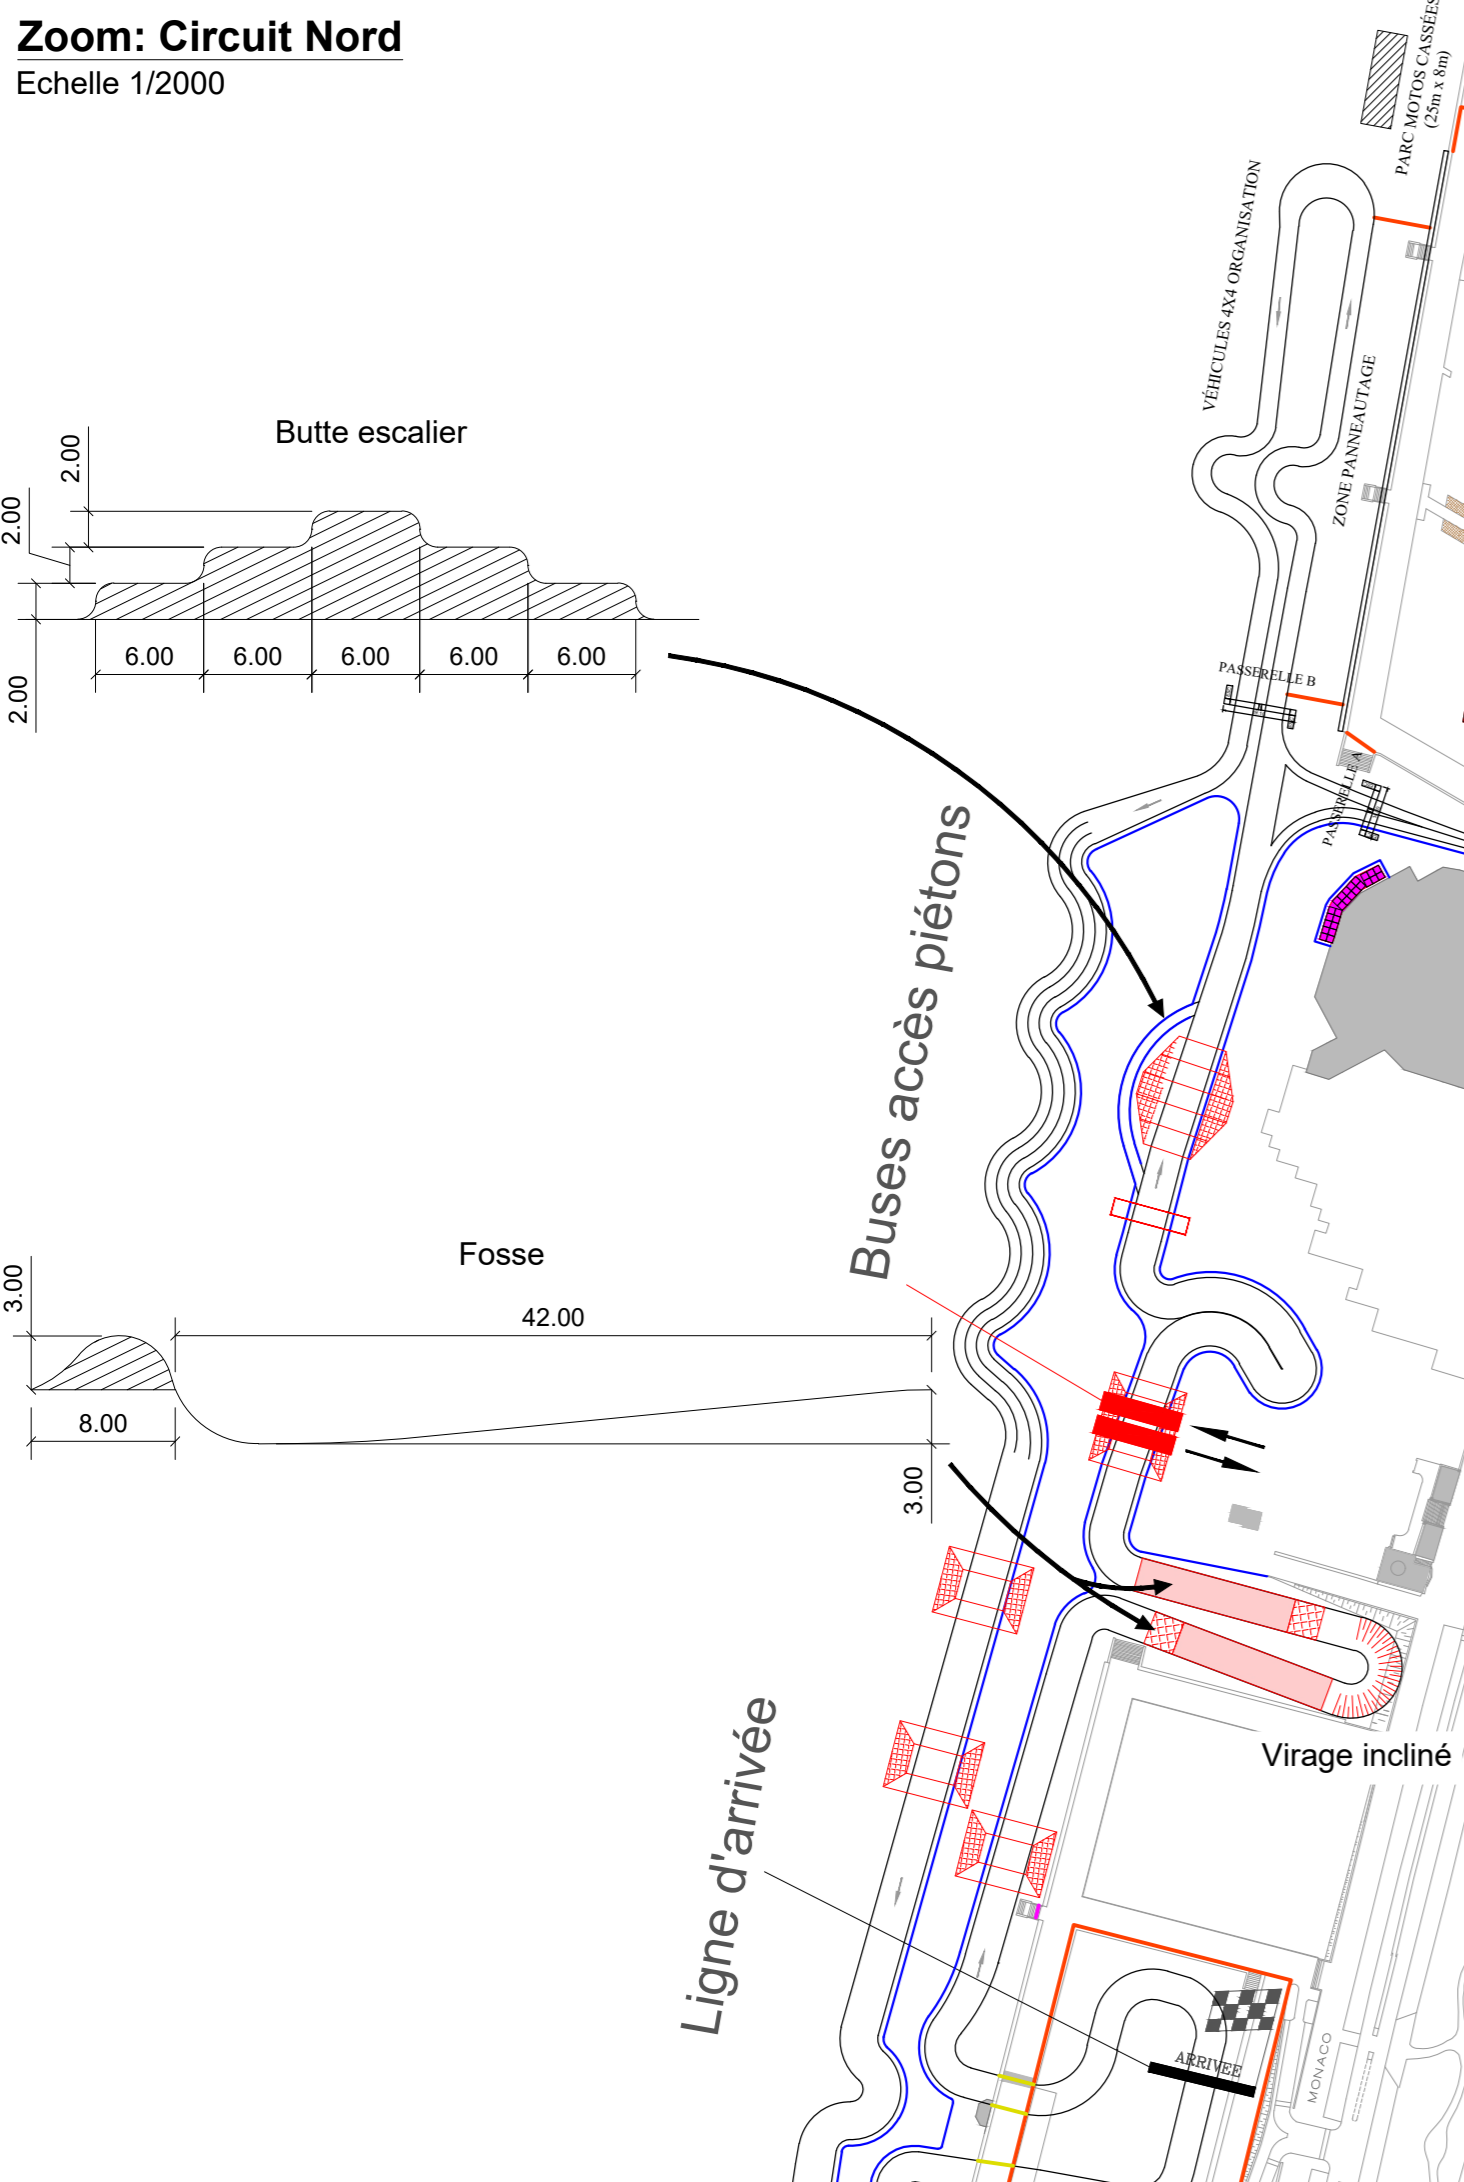 Zoom: Circuit Nord
Echelle 1/2000
PARC MOTOS CASSÉES
(25m x 8m)
VÉHICULES 4X4 ORGANISATION
ZONE PANNEAUTAGE
Butte escalier
2.00
2.00
2.00
6.00
6.00
6.00
6.00
6.00
PASSERELLE B
PASSERELLE A
Buses accès piétons
Fosse
3.00
42.00
8.00
3.00
Virage incliné
Ligne d'arrivée
ARRIVEE
MONACO